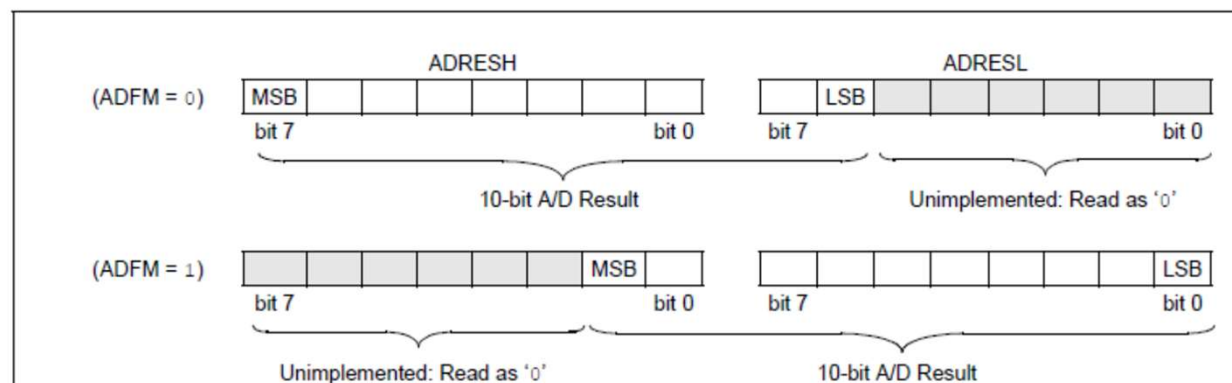 ADRESH ADRESL
(ADFM = 0) MSB LSB
bit 7 bit 0 bit 7 bit 0
10-bit A/D Result Unimplemented: Read as ‘0’
(ADFM = 1) MSB LSB
bit 7 bit 0 bit 7 bit 0
Unimplemented: Read as ‘0’ 10-bit A/D Result